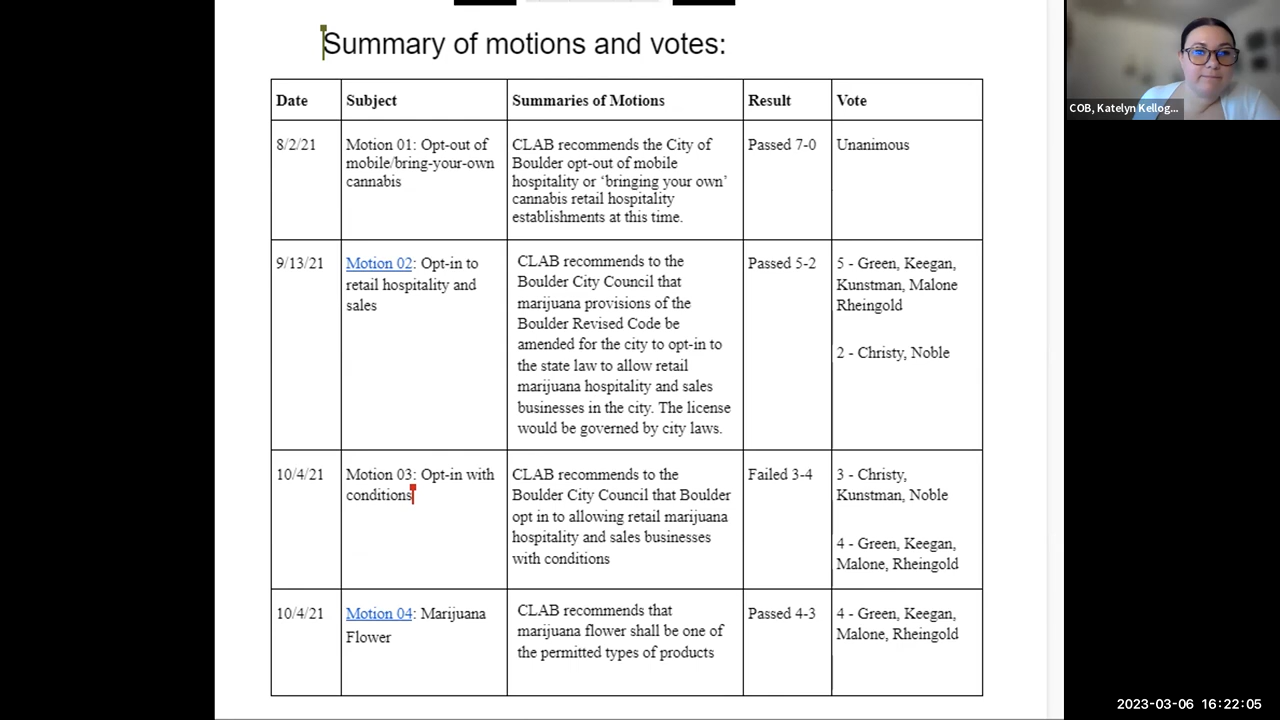 Summary of motions and votes:
Date
Subject
Summaries of Motions
Result
Vote
8/2/21
Motion 01: Opt-out of
mobile/bring-your-own
cannabis
CLAB recommends the City of
Boulder opt-out of mobile
hospitality or ‘bringing your own’
cannabis retail hospitality
establishments at this time.
Passed 7-0
Unanimous
9/13/21
Motion 02: Opt-in to
retail hospitality and
sales
CLAB recommends to the
Boulder City Council that
marijuana provisions of the
Boulder Revised Code be
amended for the city to opt-in to
the state law to allow retail
marijuana hospitality and sales
businesses in the city. The license
would be governed by city laws.
Passed 5-2
5 - Green, Keegan,
Kunstman, Malone
Rheingold
2 - Christy, Noble
10/4/21
Motion 03: Opt-in with
conditions
CLAB recommends to the
Boulder City Council that Boulder
opt in to allowing retail marijuana
hospitality and sales businesses
with conditions
Failed 3-4
3 - Christy,
Kunstman, Noble
4 - Green, Keegan,
Malone, Rheingold
10/4/21
Motion 04: Marijuana
Flower
CLAB recommends that
marijuana flower shall be one of
the permitted types of products
Passed 4-3
4 - Green, Keegan,
Malone, Rheingold
COB, Katelyn Kellog...
2023-03-06 16:22:05